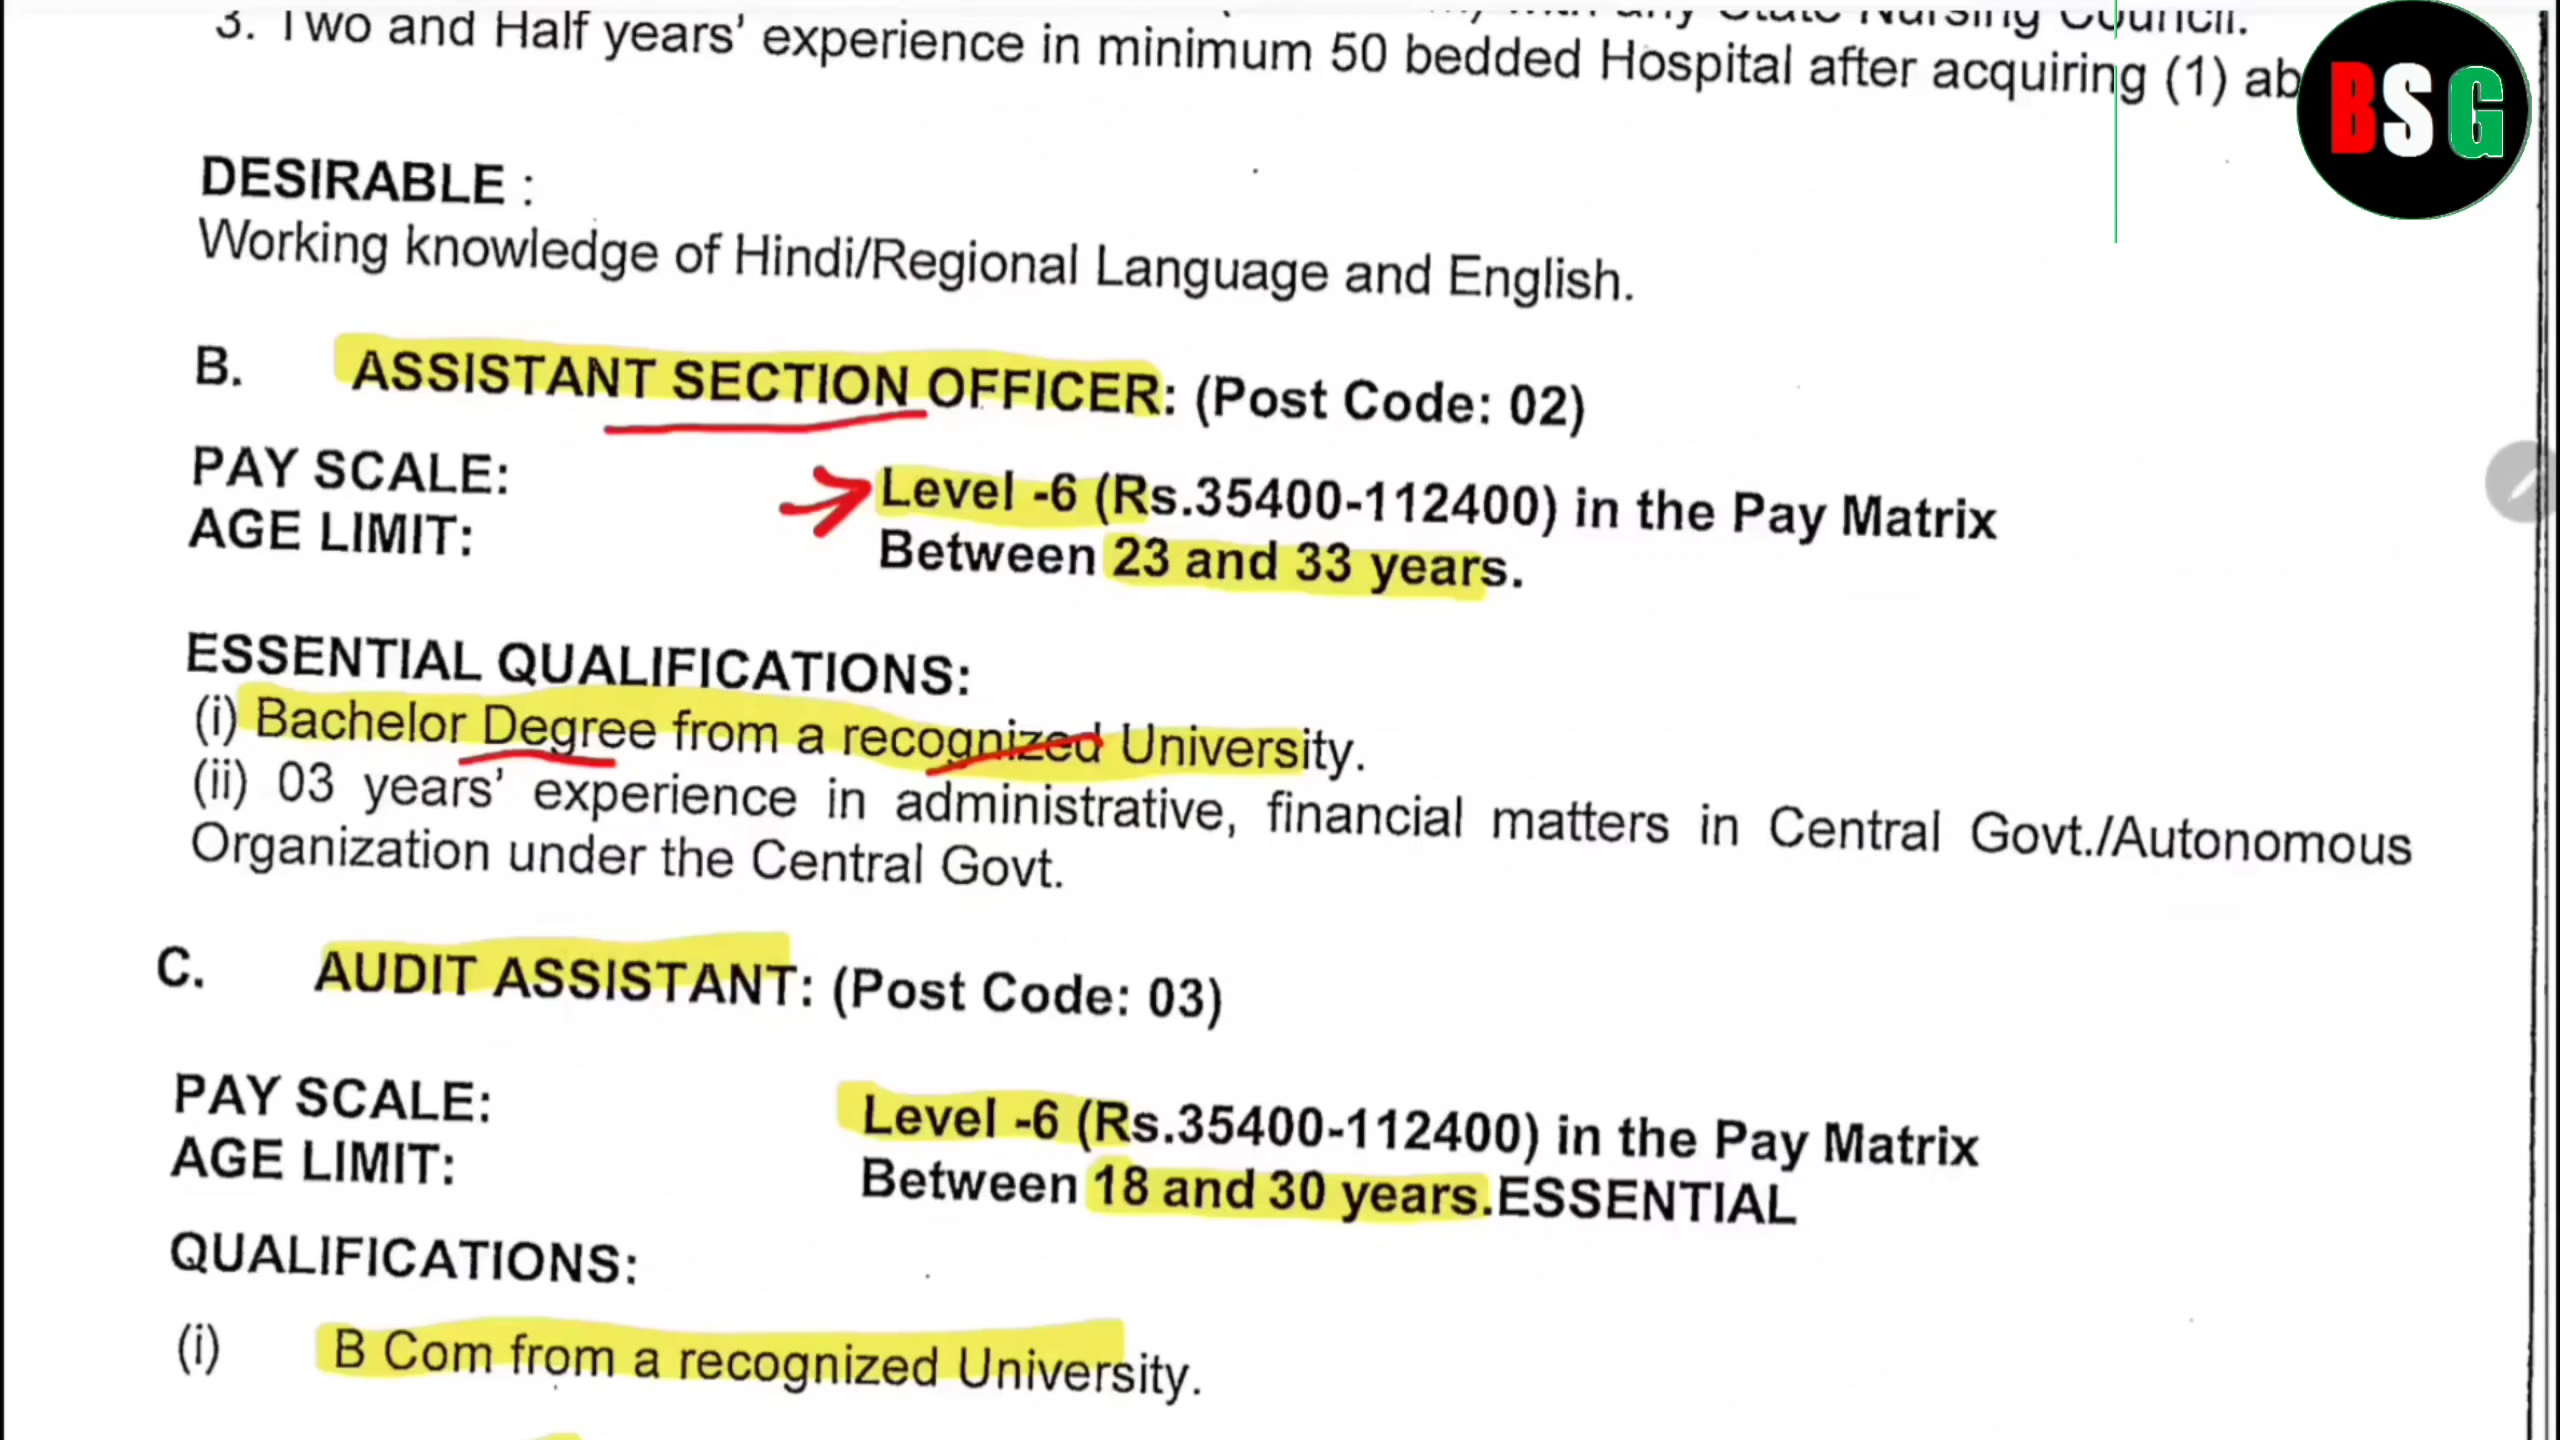 with any State Nursing Council.
3. Two and Half years' experience in minimum 50 bedded Hospital after acquiring (1)
BSG
DESIRABLE :
Working knowledge of Hindi/Regional Language and English.
B. ASSISTANT SECTION OFFICER: (Post Code: 02)
PAY SCALE: Level -6 (Rs.35400-112400) in the Pay Matrix
AGE LIMIT: Between 23 and 33 years.
ESSENTIAL QUALIFICATIONS:
(i) Bachelor Degree from a recognized University.
(ii) 03 years' experience in administrative, financial matters in Central Govt./Autonomous
Organization under the Central Govt.
C. AUDIT ASSISTANT: (Post Code: 03)
PAY SCALE: Level -6 (Rs.35400-112400) in the Pay Matrix
AGE LIMIT: Between 18 and 30 years.ESSENTIAL
QUALIFICATIONS:
(i) B Com from a recognized University.